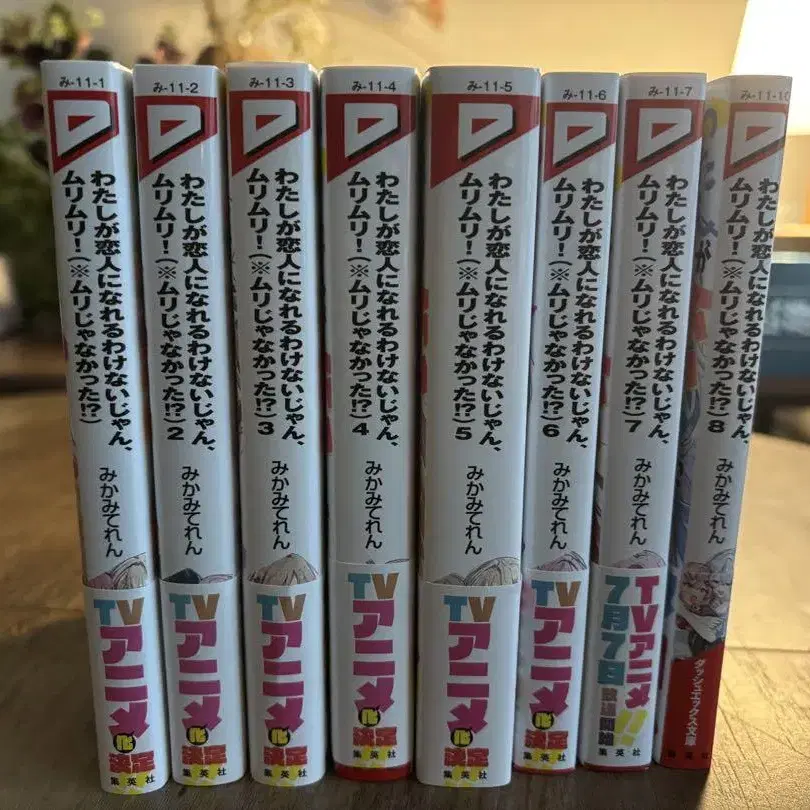 み-11-1
わたしが恋人になれるわけないじゃん、
ムリムリ!(※ムリじゃなかった!?)
みかみてれん
TVアニメ化決定
集英社
み-11-2
わたしが恋人になれるわけないじゃん、
ムリムリ!(※ムリじゃなかった!?)2
みかみてれん
TVアニメ化決定
集英社
み-11-3
わたしが恋人になれるわけないじゃん、
ムリムリ!(※ムリじゃなかった!?)3
みかみてれん
TVアニメ化決定
集英社
み-11-4
わたしが恋人になれるわけないじゃん、
ムリムリ!(※ムリじゃなかった!?)4
みかみてれん
TVアニメ化決定
集英社
み-11-5
わたしが恋人になれるわけないじゃん、
ムリムリ!(※ムリじゃなかった!?)5
みかみてれん
TVアニメ化決定
集英社
み-11-6
わたしが恋人になれるわけないじゃん、
ムリムリ!(※ムリじゃなかった!?)6
みかみてれん
TVアニメ化決定
集英社
み-11-7
わたしが恋人になれるわけないじゃん、
ムリムリ!(※ムリじゃなかった!?)7
みかみてれん
TVアニメ!!
7月7日放送開始
集英社
み-11-10
わたしが恋人になれるわけないじゃん、
ムリムリ!(※ムリじゃなかった!?)8
みかみてれん
ダッシュエックス文庫
集英社